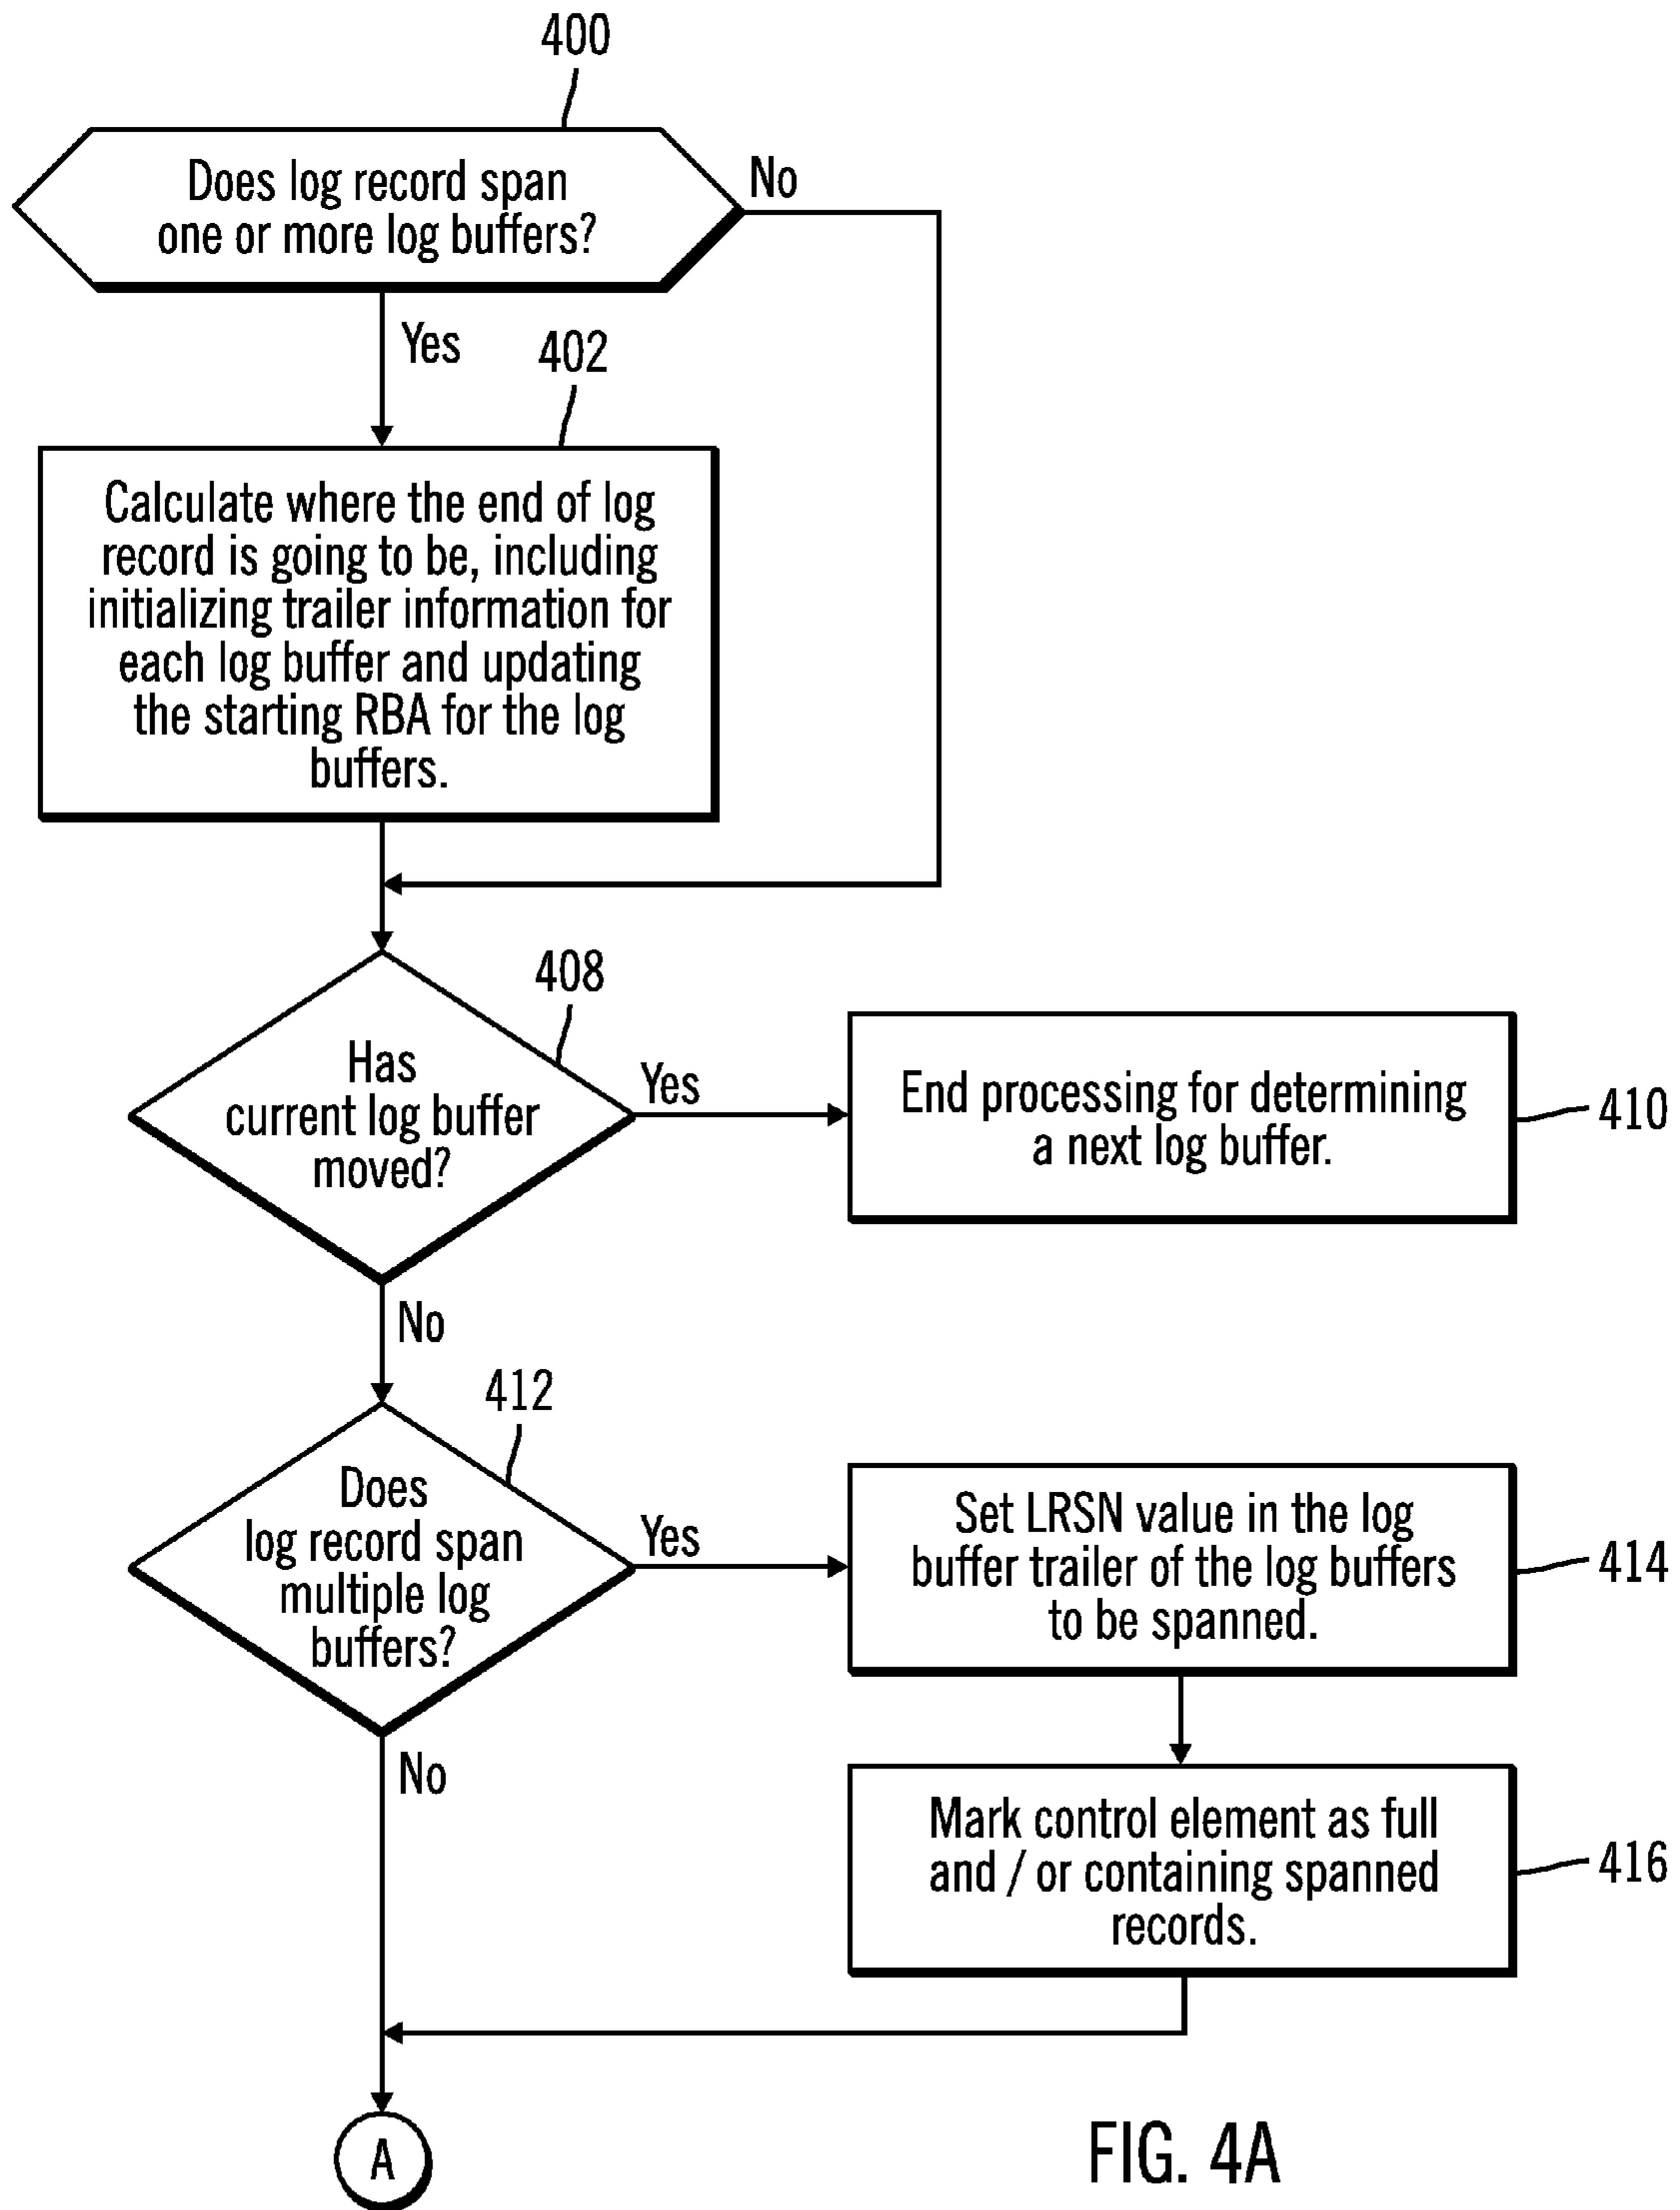 400
Does log record span
one or more log buffers?
No
Yes
402
Calculate where the end of log
record is going to be, including
initializing trailer information for
each log buffer and updating
the starting RBA for the log
buffers.
408
Has
current log buffer
moved?
Yes
End processing for determining
a next log buffer.
410
No
412
Does
log record span
multiple log
buffers?
Yes
Set LRSN value in the log
buffer trailer of the log buffers
to be spanned.
414
No
Mark control element as full
and / or containing spanned
records.
416
A
FIG. 4A